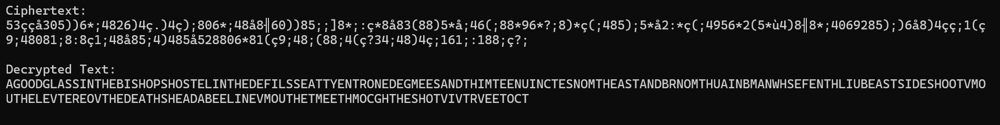 Ciphertext:
53ççå305))6*;4826)4ç.)4ç);806*;48å8╢60))85;;]8*;:ç*8å83(88)5*å;46(;88*96*?;8)*ç(;485);5*å2:*ç(;4956*2(5*ù4)8╢8*;4069285);)6å8)4çç;1(ç
9;48081;8:8ç1;48å85;4)485å528806*81(ç9;48;(88;4(ç?34;48)4ç;161;:188;ç?;
Decrypted Text:
AGOODGLASSINTHEBISHOPSHOSTELINTHEDEFILSSEATTYENTRONEDEGMEESANDTHIMTEENUINCTESNOMTHEASTANDBRNOMTHUAINBMANWHSEFENTHLIUBEASTSIDESHOOTVMO
UTHELEVTEREOVTHEDEATHSHEADABEELINEVMOUTHETMEETHMOCGHTHESHOTVIVTRVEETOCT